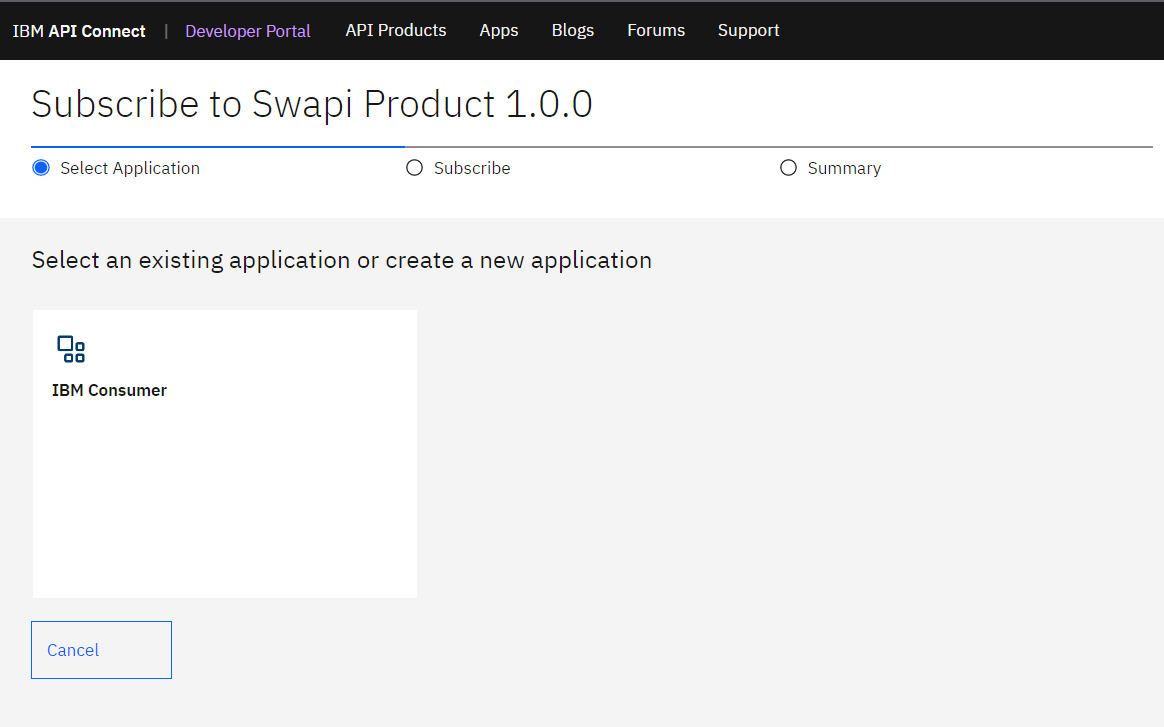 IBM API Connect | Developer Portal API Products Apps Blogs Forums Support
Subscribe to Swapi Product 1.0.0
Select Application Subscribe Summary
Select an existing application or create a new application
IBM Consumer
Cancel